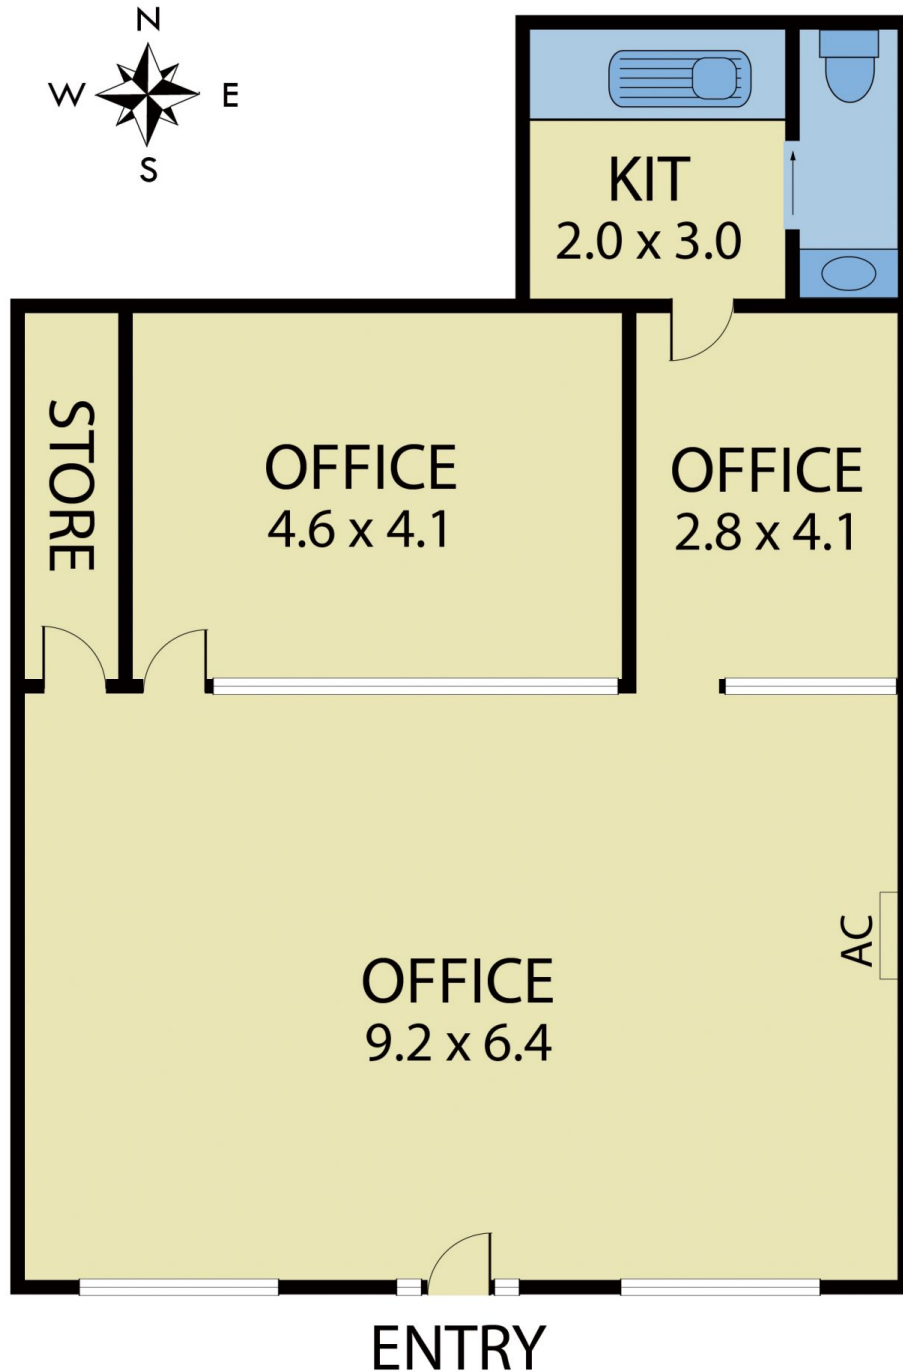 N
W E
S
KIT
2.0 x 3.0
STORE
OFFICE
4.6 x 4.1
OFFICE
2.8 x 4.1
AC
OFFICE
9.2 x 6.4
ENTRY